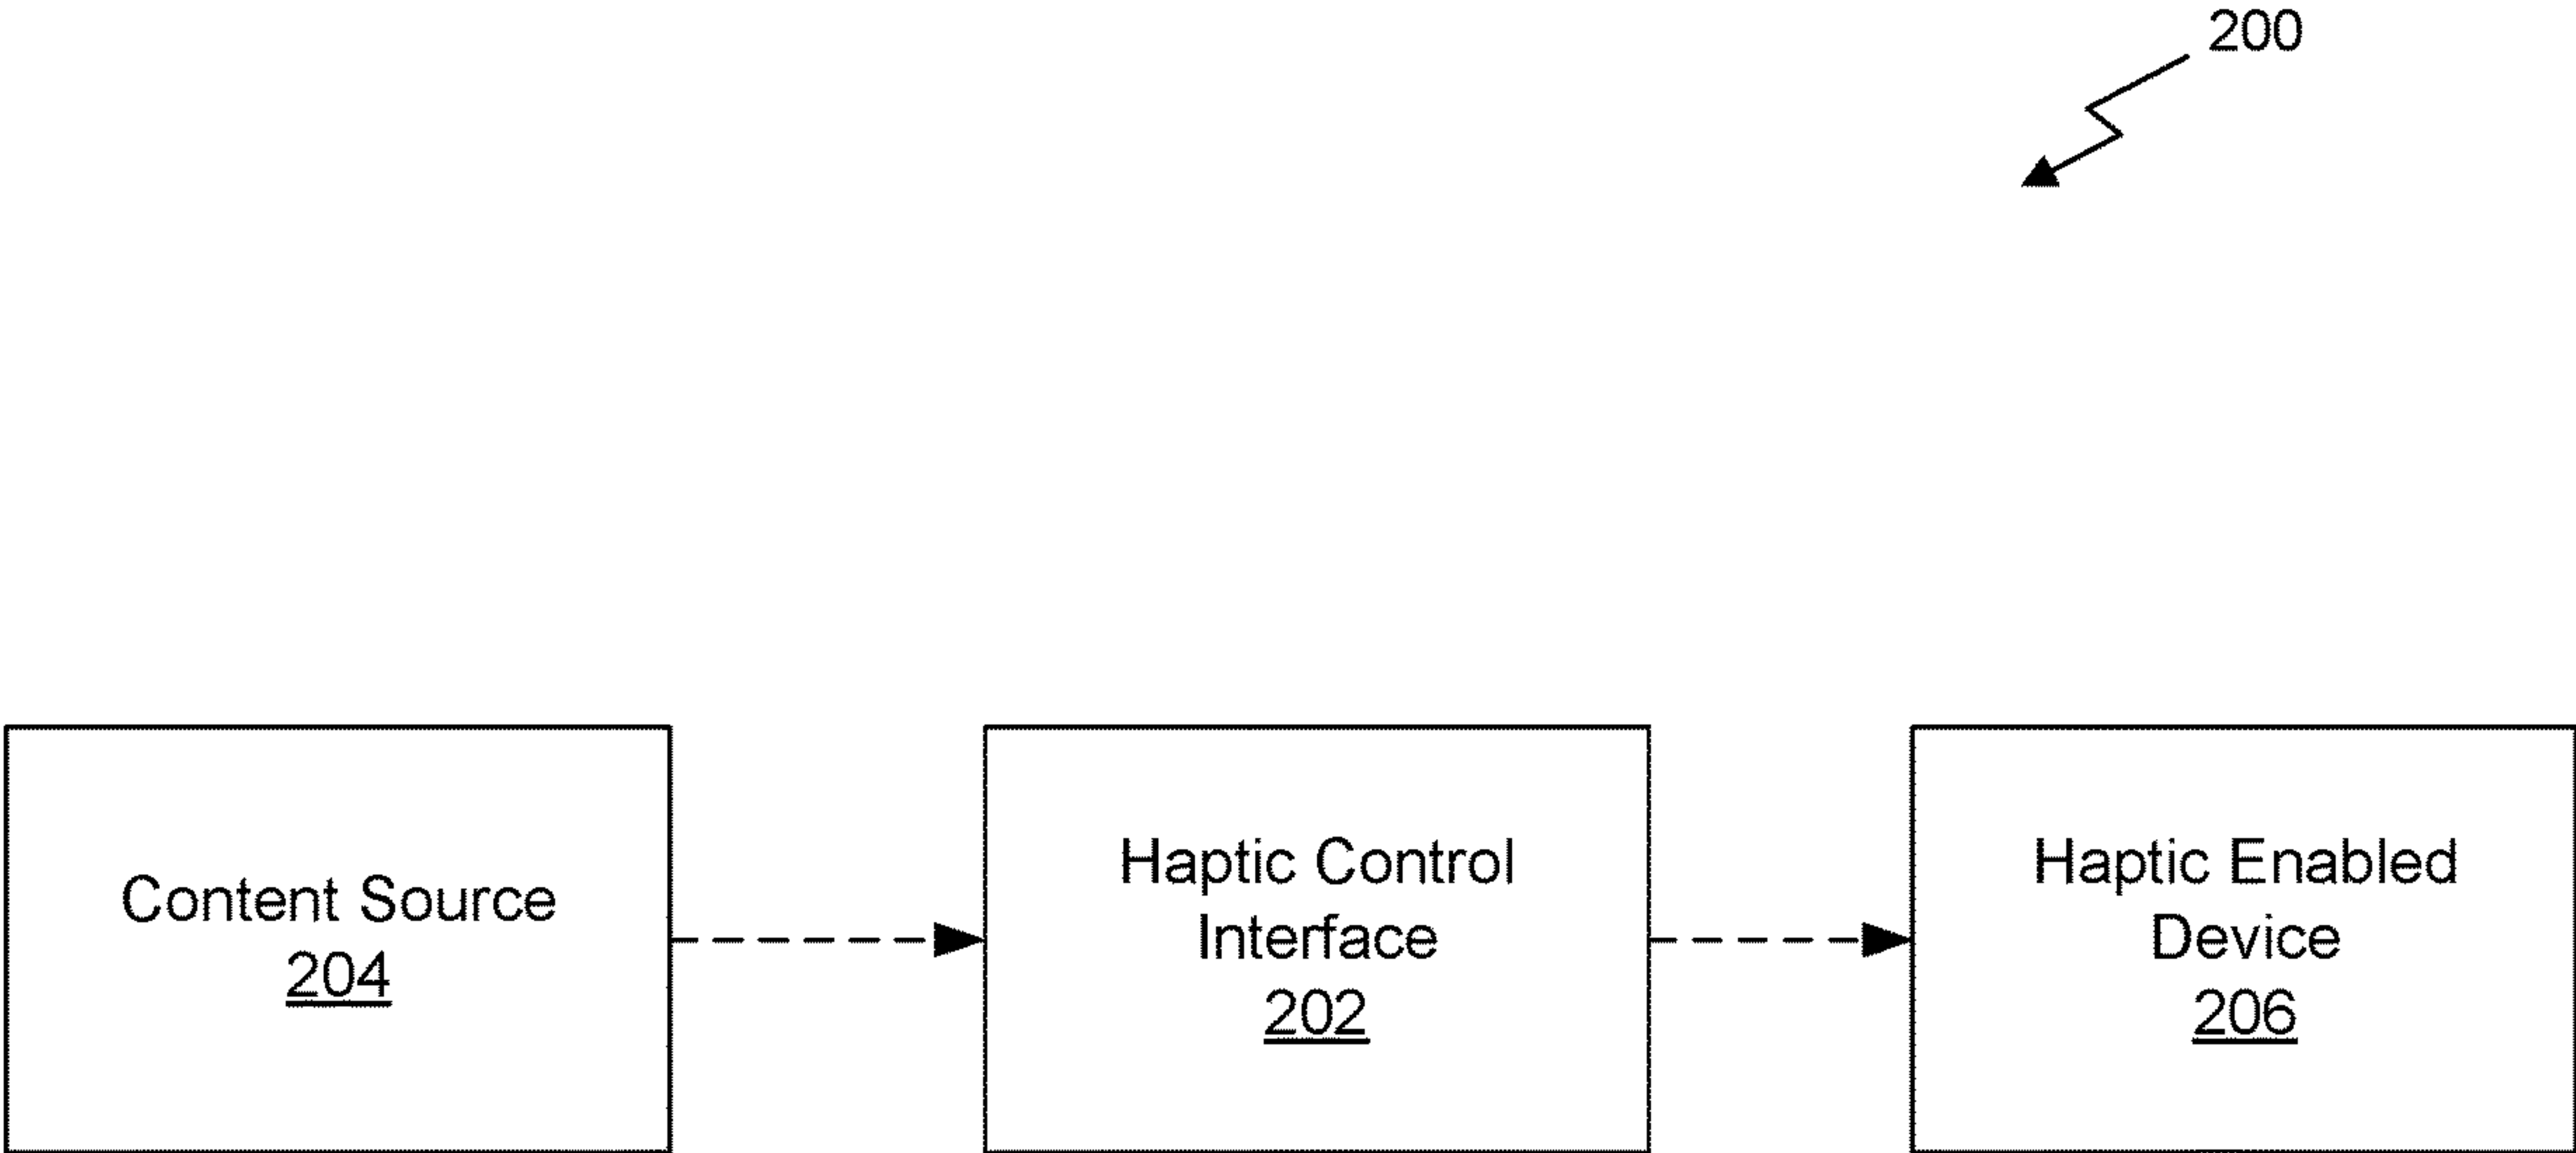 200
Content Source
204
Haptic Control
Interface
202
Haptic Enabled
Device
206